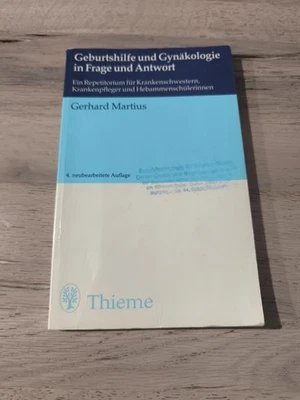 Geburtshilfe und Gynäkologie
in Frage und Antwort
Ein Repetitorium für Krankenschwestern,
Krankenpfleger und Hebammenschülerinnen
Gerhard Martius
4. neubearbeitete Auflage
Thieme